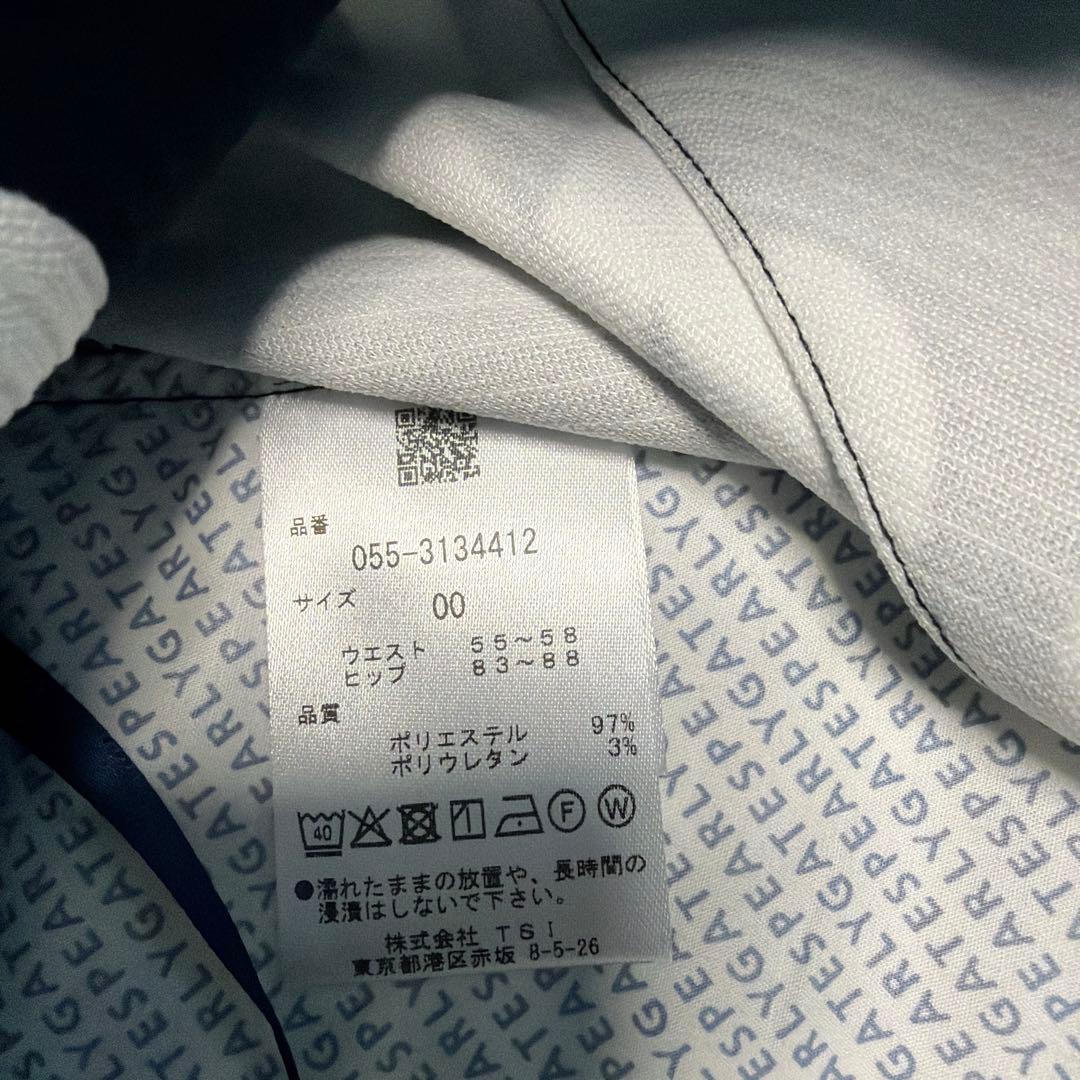 品番
055-3134412
サイズ 00
ウエスト 55~58
ヒップ 83~88
品質
ポリエステル 97%
ポリウレタン 3%
40 F W
●濡れたままの放置や、長時間の
浸漬はしないで下さい。
株式会社 TSI
東京都港区赤坂 8-5-26
PEARLYGATES